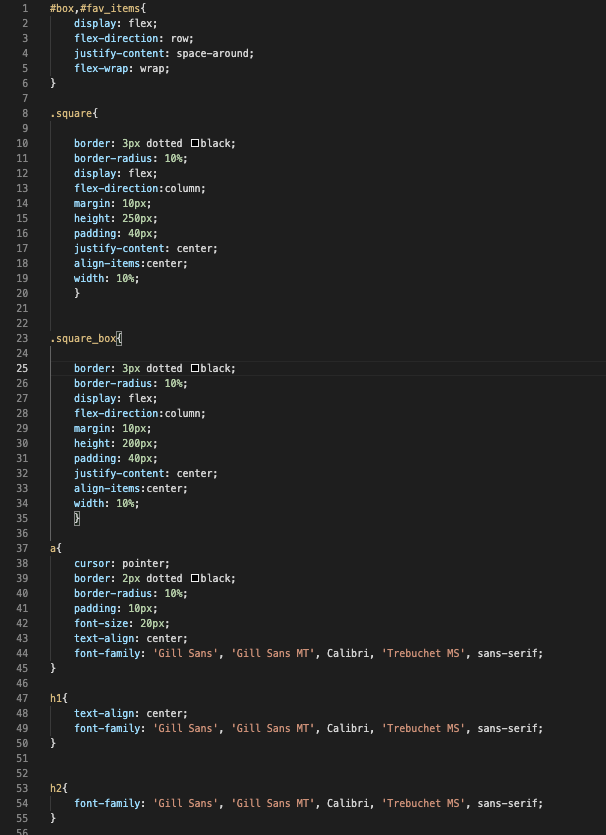 1 #box,#fav_items{
2 display: flex;
3 flex-direction: row;
4 justify-content: space-around;
5 flex-wrap: wrap;
6 }
7
8 .square{
9
10 border: 3px dotted black;
11 border-radius: 10%;
12 display: flex;
13 flex-direction:column;
14 margin: 10px;
15 height: 250px;
16 padding: 40px;
17 justify-content: center;
18 align-items:center;
19 width: 10%;
20 }
21
22
23 .square_box{
24
25 border: 3px dotted black;
26 border-radius: 10%;
27 display: flex;
28 flex-direction:column;
29 margin: 10px;
30 height: 200px;
31 padding: 40px;
32 justify-content: center;
33 align-items:center;
34 width: 10%;
35 }
36
37 a{
38 cursor: pointer;
39 border: 2px dotted black;
40 border-radius: 10%;
41 padding: 10px;
42 font-size: 20px;
43 text-align: center;
44 font-family: 'Gill Sans', 'Gill Sans MT', Calibri, 'Trebuchet MS', sans-serif;
45 }
46
47 h1{
48 text-align: center;
49 font-family: 'Gill Sans', 'Gill Sans MT', Calibri, 'Trebuchet MS', sans-serif;
50 }
51
52
53 h2{
54 font-family: 'Gill Sans', 'Gill Sans MT', Calibri, 'Trebuchet MS', sans-serif;
55 }
56